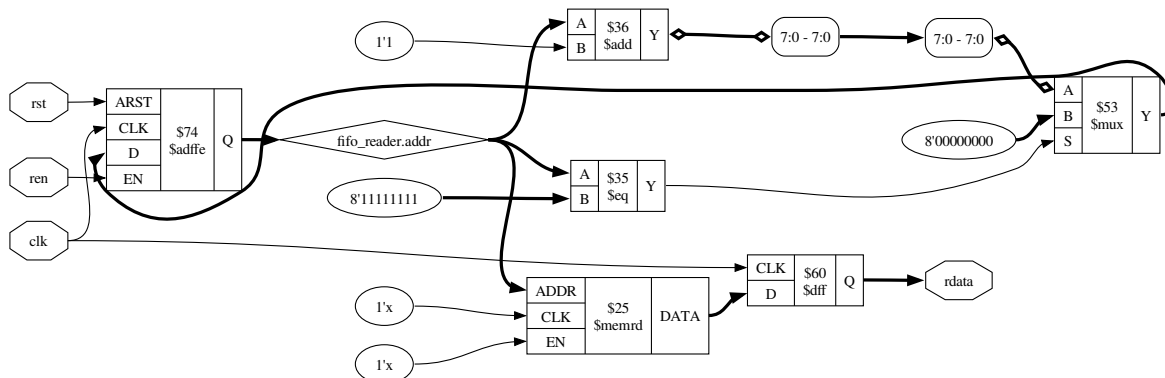 A
B
$36
$add
Y
7:0 - 7:0
7:0 - 7:0
1'1
rst
ARST
CLK
D
EN
$74
$adffe
Q
fifo_reader.addr
A
B
S
$53
$mux
Y
8'00000000
ren
A
B
$35
$eq
Y
8'11111111
clk
CLK
D
$60
$dff
Q
rdata
ADDR
CLK
EN
$25
$memrd
DATA
1'x
1'x